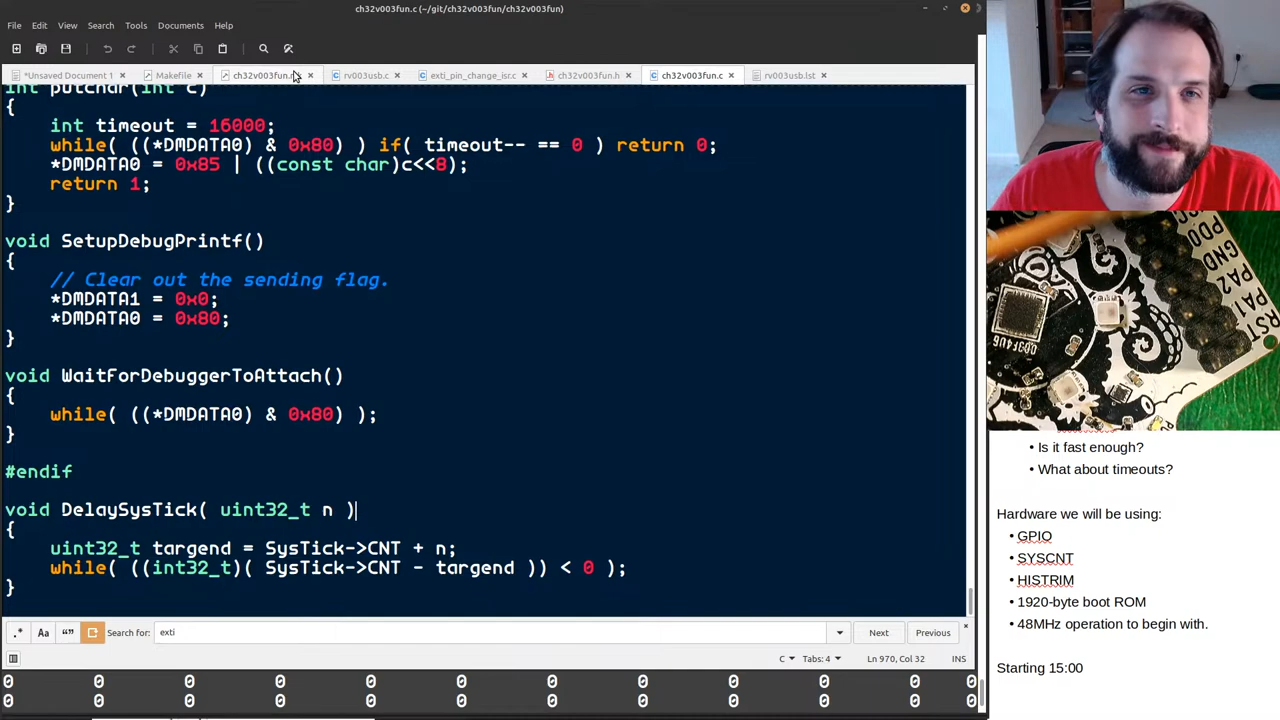 ch32v003fun.c (~/git/ch32v003fun/ch32v003fun)
File Edit View Search Tools Documents Help
*Unsaved Document 1 Makefile rv003usb.c exti_pin_change_isr.c ch32v003fun.h ch32v003fun.c rv003usb.lst
int putchar(int c)
{
int timeout = 16000;
while( ((*DMDATA0) & 0x80) ) if( timeout-- == 0 ) return 0;
*DMDATA0 = 0x85 | ((const char)c<<8);
return 1;
}
void SetupDebugPrintf()
{
// Clear out the sending flag.
*DMDATA1 = 0x0;
*DMDATA0 = 0x80;
}
void WaitForDebuggerToAttach()
{
while( ((*DMDATA0) & 0x80) );
}
#endif
void DelaySysTick( uint32_t n )
{
uint32_t targend = SysTick->CNT + n;
while( ((int32_t)( SysTick->CNT - targend )) < 0 );
}
.* Aa “” Search for: exti Next Previous
C Tabs: 4 Ln 970, Col 32 INS
0 0 0 0 0 0 0 0 0 0 0
0 0 0 0 0 0 0 0 0 0 0
PD0
GND
PA2
PA1
RST
• Is it fast enough?
• What about timeouts?
Hardware we will be using:
• GPIO
• SYSCNT
• HISTRIM
• 1920-byte boot ROM
• 48MHz operation to begin with.
Starting 15:00